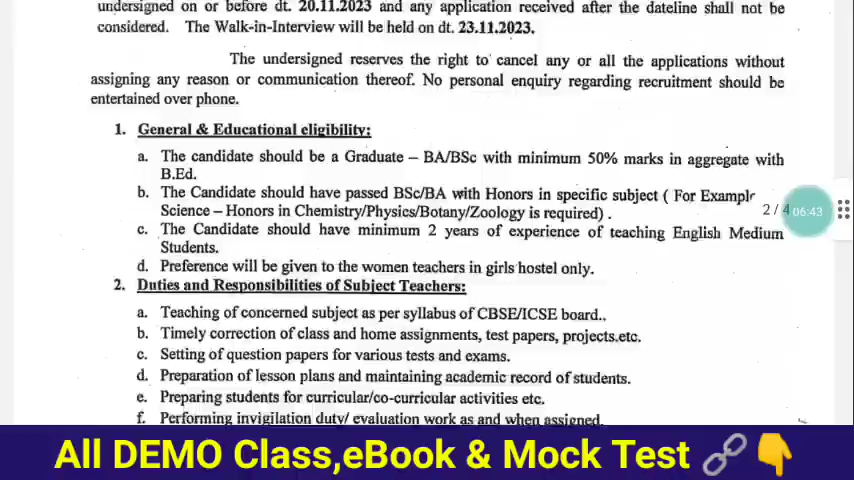 undersigned on or before dt. 20.11.2023 and any application received after the dateline shall not be
considered. The Walk-in-Interview will be held on dt. 23.11.2023.
The undersigned reserves the right to cancel any or all the applications without
assigning any reason or communication thereof. No personal enquiry regarding recruitment should be
entertained over phone.
1. General & Educational eligibility:
a. The candidate should be a Graduate – BA/BSc with minimum 50% marks in aggregate with
B.Ed.
b. The Candidate should have passed BSc/BA with Honors in specific subject ( For Example
Science – Honors in Chemistry/Physics/Botany/Zoology is required) .
2 / 4
06:43
c. The Candidate should have minimum 2 years of experience of teaching English Medium
Students.
d. Preference will be given to the women teachers in girls hostel only.
2. Duties and Responsibilities of Subject Teachers:
a. Teaching of concerned subject as per syllabus of CBSE/ICSE board..
b. Timely correction of class and home assignments, test papers, projects.etc.
c. Setting of question papers for various tests and exams.
d. Preparation of lesson plans and maintaining academic record of students.
e. Preparing students for curricular/co-curricular activities etc.
f. Performing invigilation duty/ evaluation work as and when assigned.
All DEMO Class,eBook & Mock Test